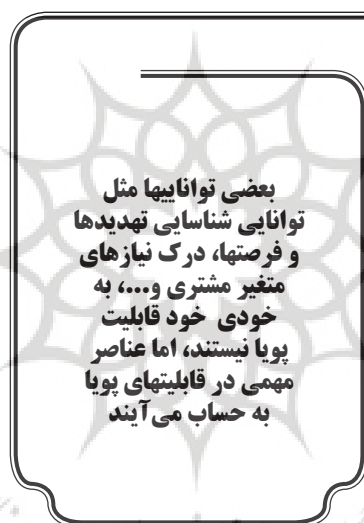 بعضی تواناییها مثل
توانایی شناسایی تهدیدها
و فرصتها، درک نیازهای
متغیر مشتری و...، به
خودی خود قابلیت
پویا نیستند، اما عناصر
مهمی در قابلیتهای پویا
به حساب می‌آیند